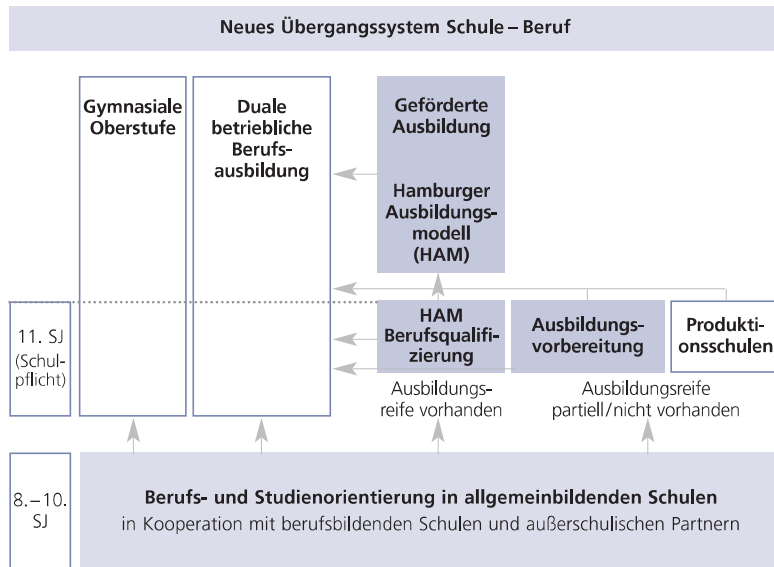 Neues Übergangssystem Schule – Beruf
Gymnasiale
Oberstufe
Duale
betriebliche
Berufs-
ausbildung
Geförderte
Ausbildung
Hamburger
Ausbildungs-
modell
(HAM)
11. SJ
(Schul-
pflicht)
HAM
Berufsqualifi-
zierung
Ausbildungs-
vorbereitung
Produkti-
onsschulen
Ausbildungs-
reife vorhanden
Ausbildungsreife
partiell/nicht vorhanden
8.–10.
SJ
Berufs- und Studienorientierung in allgemeinbildenden Schulen
in Kooperation mit berufsbildenden Schulen und außerschulischen Partnern